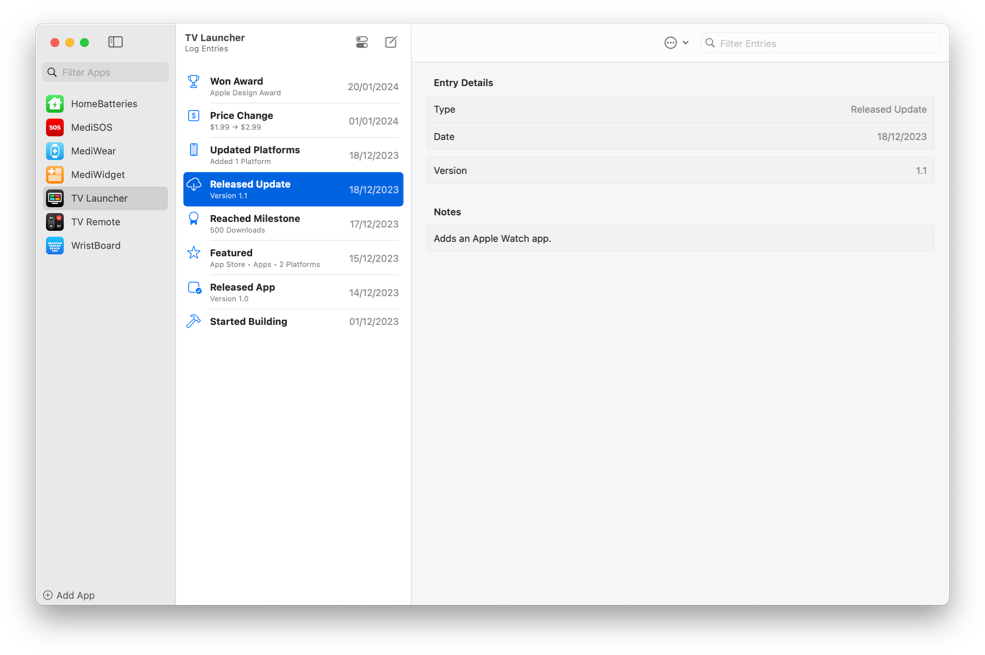 Filter Apps
HomeBatteries
SOS
MediSOS
MediWear
MediWidget
TV Launcher
TV Remote
WristBoard
Add App
TV Launcher
Log Entries
Won Award
Apple Design Award
20/01/2024
Price Change
$1.99 → $2.99
01/01/2024
Updated Platforms
Added 1 Platform
18/12/2023
Released Update
Version 1.1
18/12/2023
Reached Milestone
500 Downloads
17/12/2023
Featured
App Store • Apps • 2 Platforms
15/12/2023
Released App
Version 1.0
14/12/2023
Started Building
01/12/2023
Filter Entries
Entry Details
Type
Released Update
Date
18/12/2023
Version
1.1
Notes
Adds an Apple Watch app.